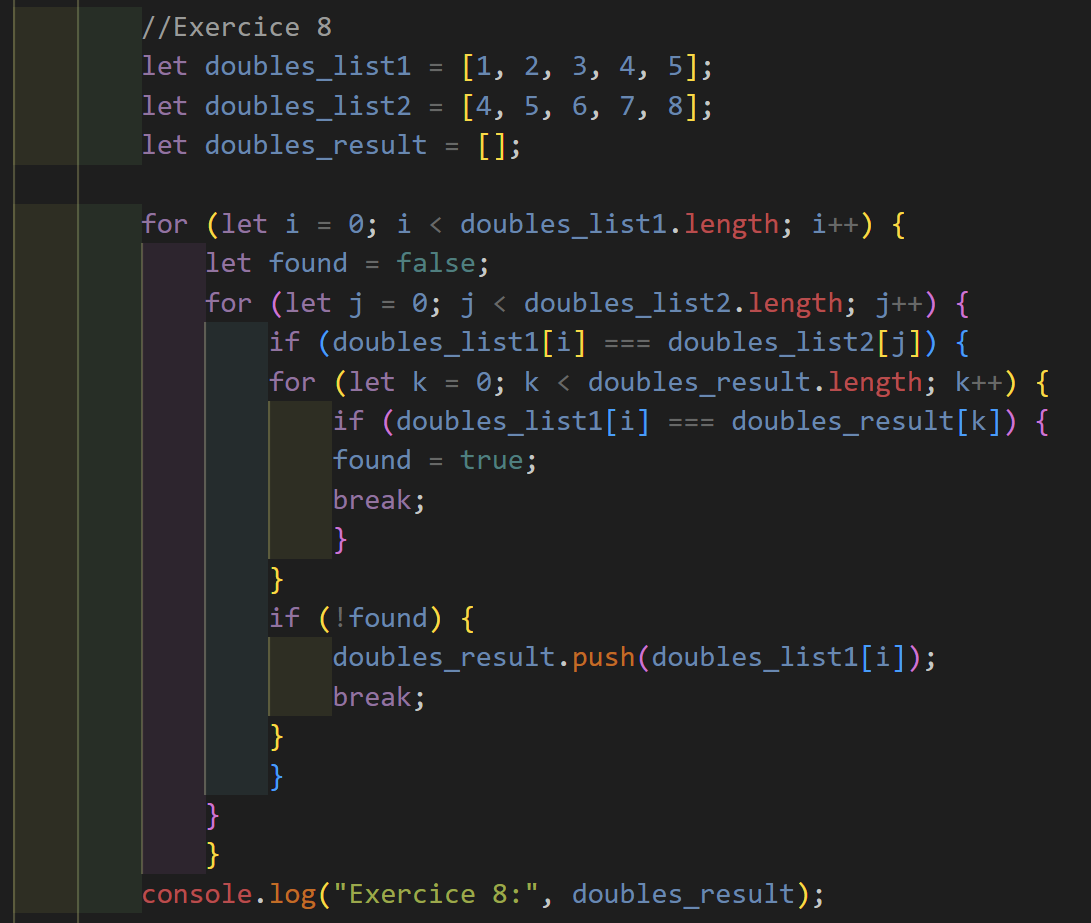 //Exercice 8
let doubles_list1 = [1, 2, 3, 4, 5];
let doubles_list2 = [4, 5, 6, 7, 8];
let doubles_result = [];

for (let i = 0; i < doubles_list1.length; i++) {
    let found = false;
    for (let j = 0; j < doubles_list2.length; j++) {
        if (doubles_list1[i] === doubles_list2[j]) {
        for (let k = 0; k < doubles_result.length; k++) {
            if (doubles_list1[i] === doubles_result[k]) {
            found = true;
            break;
            }
        }
        if (!found) {
            doubles_result.push(doubles_list1[i]);
            break;
        }
        }
    }
    }
console.log("Exercice 8:", doubles_result);